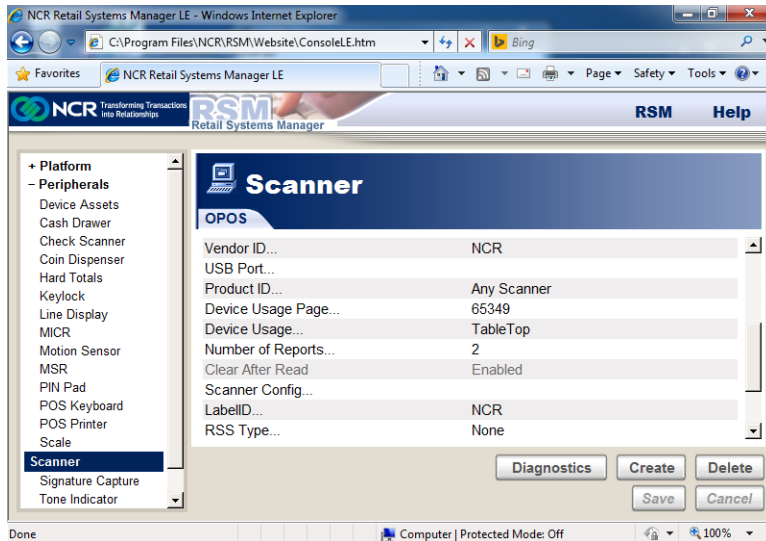 NCR Retail Systems Manager LE - Windows Internet Explorer
C:\Program Files\NCR\RSM\Website\ConsoleLE.htm
Bing
Favorites
NCR Retail Systems Manager LE
Page
Safety
Tools
NCR Transforming Transactions into Relationships
RSM
Retail Systems Manager
RSM
Help
+ Platform
– Peripherals
Device Assets
Cash Drawer
Check Scanner
Coin Dispenser
Hard Totals
Keylock
Line Display
MICR
Motion Sensor
MSR
PIN Pad
POS Keyboard
POS Printer
Scale
Scanner
Signature Capture
Tone Indicator
Scanner
OPOS
Vendor ID... NCR
USB Port...
Product ID... Any Scanner
Device Usage Page... 65349
Device Usage... TableTop
Number of Reports... 2
Clear After Read Enabled
Scanner Config...
LabelID... NCR
RSS Type... None
Diagnostics
Create
Delete
Save
Cancel
Done
Computer | Protected Mode: Off
100%